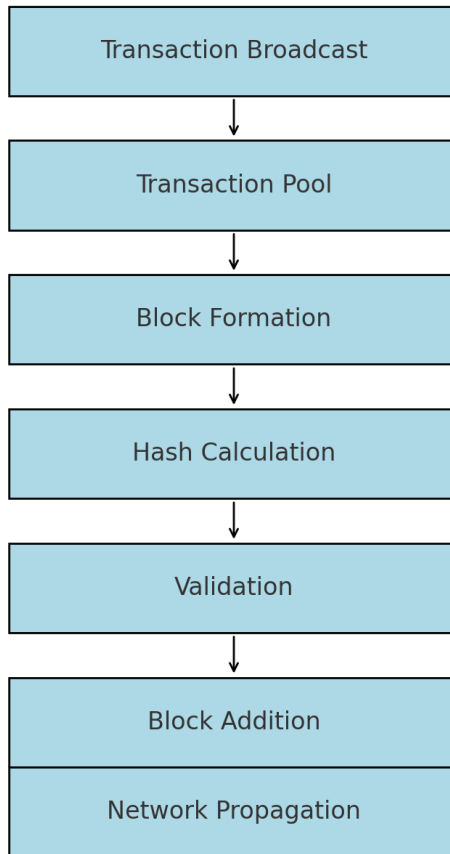 Transaction Broadcast
Transaction Pool
Block Formation
Hash Calculation
Validation
Block Addition
Network Propagation